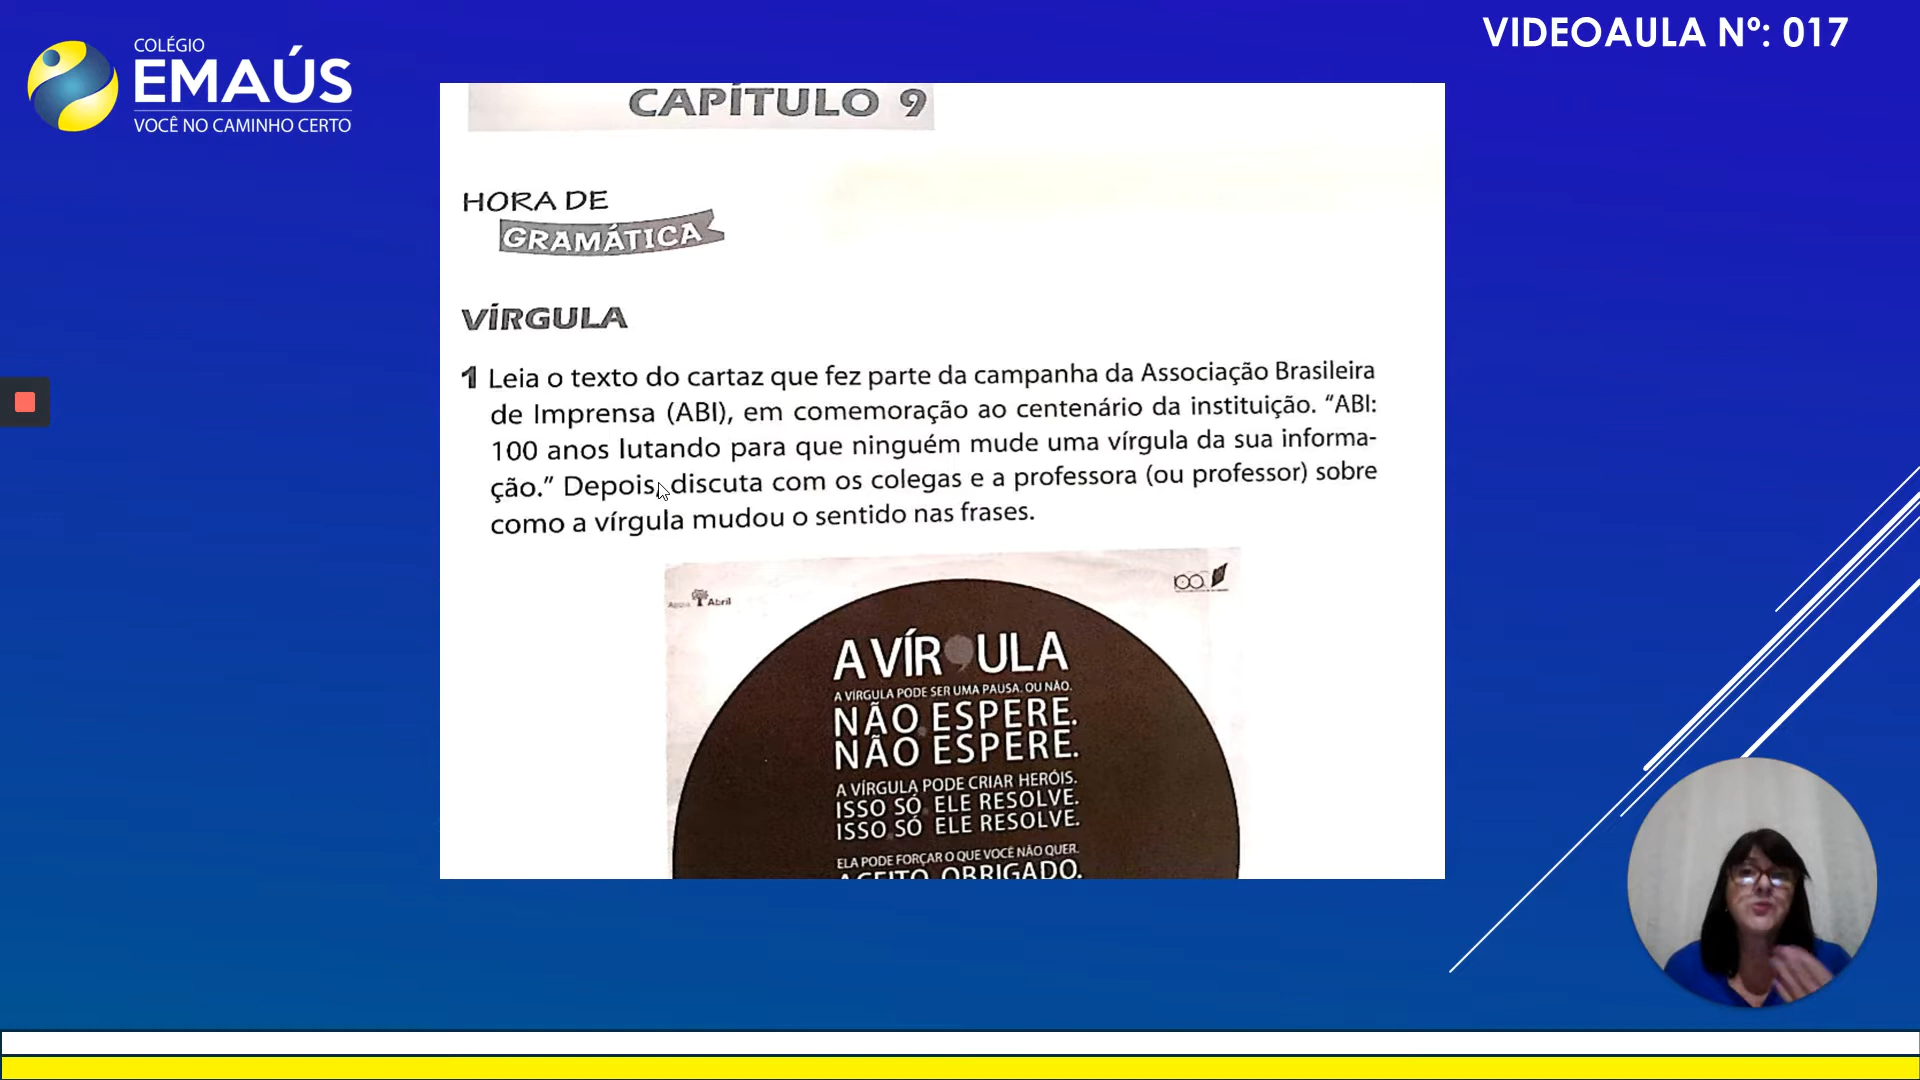 COLÉGIO
EMAÚS
VOCÊ NO CAMINHO CERTO
VIDEOAULA Nº: 017
CAPÍTULO 9
HORA DE
GRAMÁTICA
VÍRGULA
1 Leia o texto do cartaz que fez parte da campanha da Associação Brasileira
de Imprensa (ABI), em comemoração ao centenário da instituição. “ABI:
100 anos lutando para que ninguém mude uma vírgula da sua informa-
ção.” Depois, discuta com os colegas e a professora (ou professor) sobre
como a vírgula mudou o sentido nas frases.
Abril
100
A VÍR,ULA
A VÍRGULA PODE SER UMA PAUSA. OU NÃO.
NÃO, ESPERE.
NÃO ESPERE.
A VÍRGULA PODE CRIAR HERÓIS.
ISSO SÓ, ELE RESOLVE.
ISSO, SÓ ELE RESOLVE.
ELA PODE FORÇAR O QUE VOCÊ NÃO QUER.
ACEITO, OBRIGADO.